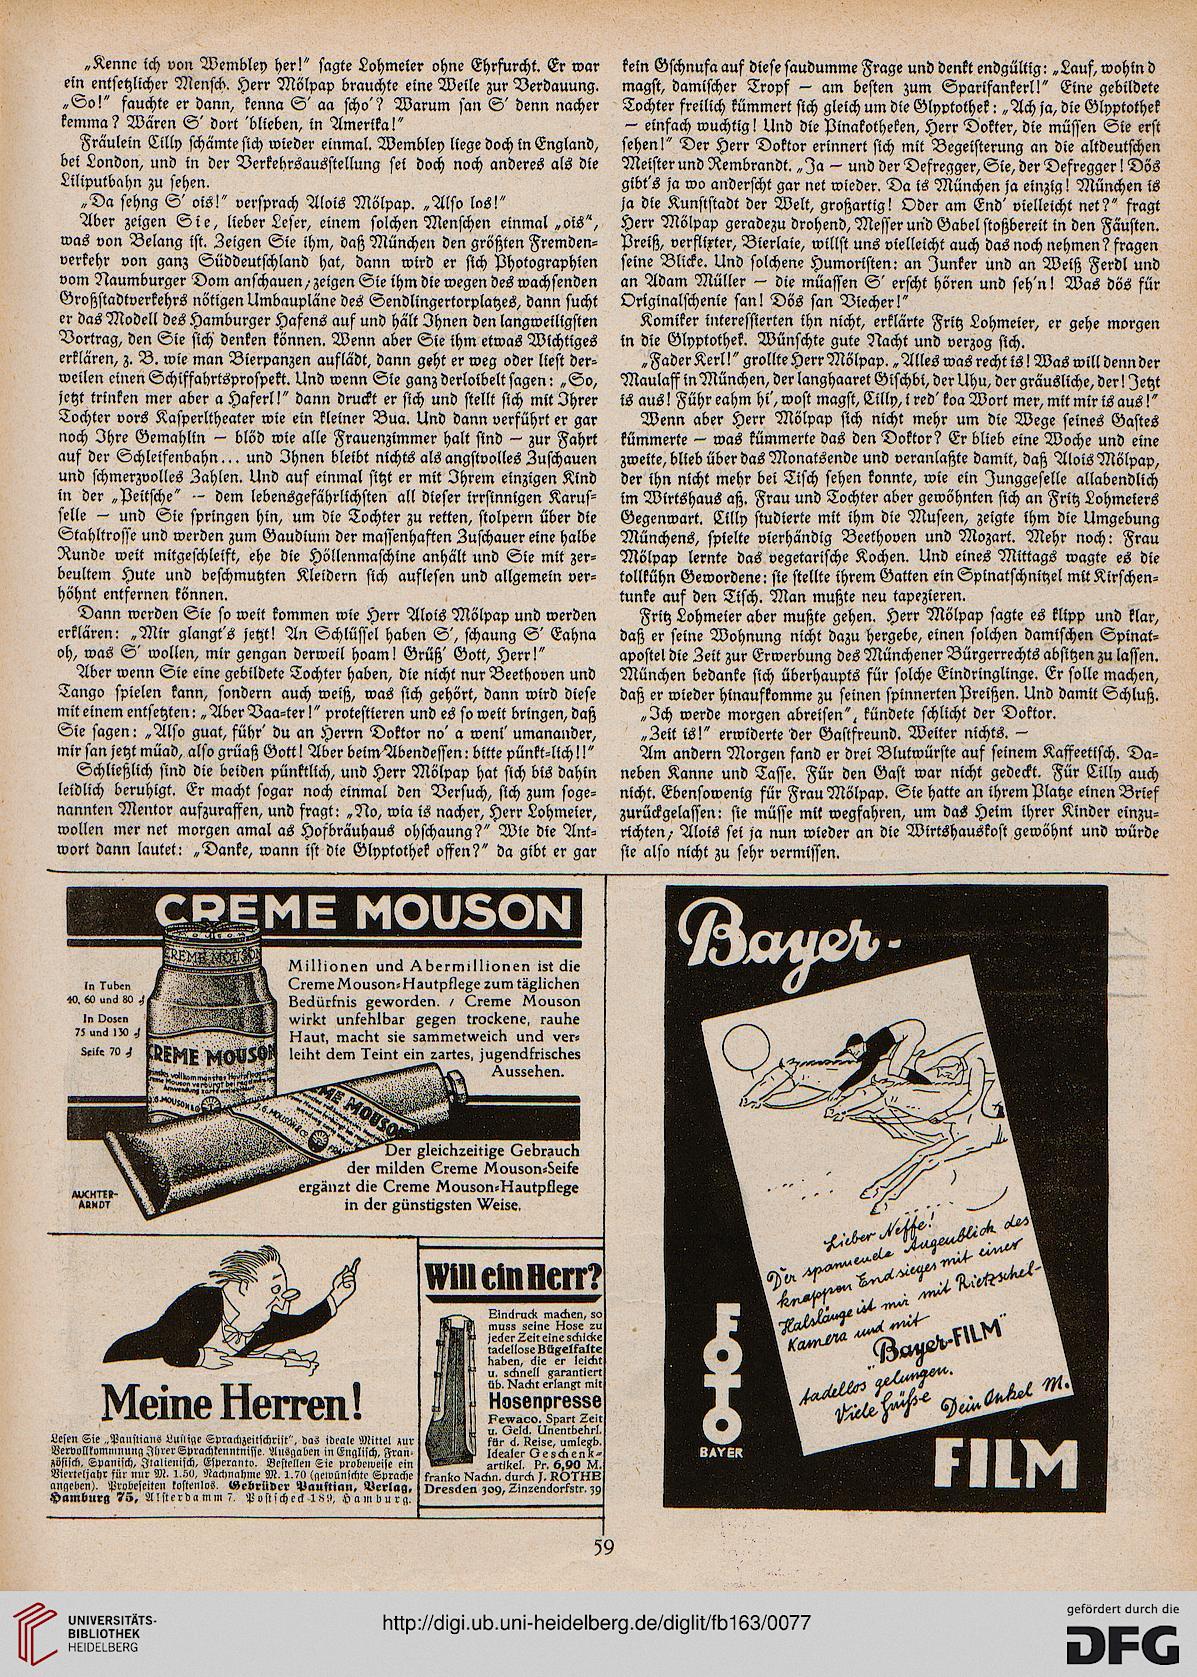 „Kenne ich von Wembley her!" sagte Lohmeier ohne Ehrfurcht. Er war
ein entsetzlicher Mensch. Herr Mölpap brauchte eine Weile zur Verdauung.
„So!" fauchte er dann, kenna S' aa scho'? Warum san S' denn nacher
kemma? Wären S' dort 'blieben, in Amerika!"
Fräulein Cilly schämte sich wieder einmal. Wembley liege doch in England,
bei London, und in der Verkehrsausstellung sei doch noch anderes als die
Liliputbahn zu sehen.
„Da sehng S' ois!" versprach Alois Mölpap. „Also los!"
Aber zeigen Sie, lieber Leser, einem solchen Menschen einmal „ois",
was von Belang ist. Zeigen Sie ihm, daß München den größten Fremden-
verkehr von ganz Süddeutschland hat, dann wird er sich Photographien
vom Naumburger Dom anschauen; zeigen Sie ihm die wegen des wachsenden
Großstadtverkehrs nötigen Umbaupläne des Sendlingertorplatzes, dann sucht
er das Modell des Hamburger Hafens auf und hält Ihnen den langweiligsten
Vortrag, den Sie sich denken können. Wenn aber Sie ihm etwas Wichtiges
erklären, z. B. wie man Bierpanzen auflädt, dann geht er weg oder liest der-
weilen einen Schiffahrtsprospekt. Und wenn Sie ganz derloibelt sagen: „So,
jetzt trinken mer aber a Haferl!" dann druckt er sich und stellt sich mit Ihrer
Tochter vors Kasperltheater wie ein kleiner Bua. Und dann verführt er gar
noch Ihre Gemahlin — blöd wie alle Frauenzimmer halt sind — zur Fahrt
auf der Schleifenbahn... und Ihnen bleibt nichts als angstvolles Zuschauen
und schmerzvolles Zahlen. Und auf einmal sitzt er mit Ihrem einzigen Kind
in der „Peitsche" — dem lebensgefährlichsten all dieser irrsinnigen Karus-
selle — und Sie springen hin, um die Tochter zu retten, stolpern über die
Stahltrosse und werden zum Gaudium der massenhaften Zuschauer eine halbe
Runde weit mitgeschleift, ehe die Höllenmaschine anhält und Sie mit zer-
beultem Hute und beschmutzten Kleidern sich auflesen und allgemein ver-
höhnt entfernen können.
Dann werden Sie so weit kommen wie Herr Alois Mölpap und werden
erklären: „Mir glangt's jetzt! An Schlüssel haben S', schaung S' Eahna
oh, was S' wollen, mir gengan derweil hoam! Grüß' Gott, Herr!"
Aber wenn Sie eine gebildete Tochter haben, die nicht nur Beethoven und
Tango spielen kann, sondern auch weiß, was sich gehört, dann wird diese
mit einem entsetzten: „Aber Vaa-ter!" protestieren und es so weit bringen, daß
Sie sagen: „Also guat, führ' du an Herrn Doktor no' a weni' umanander,
mir san jetzt müad, also grüaß Gott! Aber beim Abendessen: bitte pünkt-lich!!"
Schließlich sind die beiden pünktlich, und Herr Mölpap hat sich bis dahin
leidlich beruhigt. Er macht sogar noch einmal den Versuch, sich zum soge-
nannten Mentor aufzuraffen, und fragt: „No, wia is nacher, Herr Lohmeier,
wollen mer net morgen amal as Hofbräuhaus ohschaung?" Wie die Ant-
wort dann lautet: „Danke, wann ist die Glyptothek offen?" da gibt er gar
kein Gschnufa auf diese saudumme Frage und denkt endgültig: „Lauf, wohin d
magst, damischer Tropf — am besten zum Sparifankerl!" Eine gebildete
Tochter freilich kümmert sich gleich um die Glyptothek: „Ach ja, die Glyptothek
— einfach wuchtig! Und die Pinakotheken, Herr Dokter, die müssen Sie erst
sehen!" Der Herr Doktor erinnert sich mit Begeisterung an die altdeutschen
Meister und Rembrandt. „Ja — und der Defregger, Sie, der Defregger! Dös
gibt's ja wo anderscht gar net wieder. Da is München ja einzig! München is
ja die Kunststadt der Welt, großartig! Oder am End' vielleicht net?" fragt
Herr Mölpap geradezu drohend, Messer und Gabel stoßbereit in den Fäusten.
Preiß, verflixter, Bierlaie, willst uns vielleicht auch das noch nehmen? fragen
seine Blicke. Und solchene Humoristen: an Junker und an Weiß Ferdl und
an Adam Müller — die müassen S' erscht hören und seh'n! Was dös für
Originalschenie san! Dös san Viecher!"
Komiker interessierten ihn nicht, erklärte Fritz Lohmeier, er gehe morgen
in die Glyptothek. Wünschte gute Nacht und verzog sich.
„Fader Kerl!" grollte Herr Mölpap. „Alles was recht is! Was will denn der
Maulaff in München, der langhaaret Gischbi, der Uhu, der gräusliche, der! Jetzt
is aus! Führ eahm hi', wost magst, Cilly, i red' koa Wort mer, mit mir is aus!"
Wenn aber Herr Mölpap sich nicht mehr um die Wege seines Gastes
kümmerte — was kümmerte das den Doktor? Er blieb eine Woche und eine
zweite, blieb über das Monatsende und veranlaßte damit, daß Alois Mölpap,
der ihn nicht mehr bei Tisch sehen konnte, wie ein Junggeselle allabendlich
im Wirtshaus aß. Frau und Tochter aber gewöhnten sich an Fritz Lohmeiers
Gegenwart. Cilly studierte mit ihm die Museen, zeigte ihm die Umgebung
Münchens, spielte vierhändig Beethoven und Mozart. Mehr noch: Frau
Mölpap lernte das vegetarische Kochen. Und eines Mittags wagte es die
tollkühn Gewordene: sie stellte ihrem Gatten ein Spinatschnitzel mit Kirschen-
tunke auf den Tisch. Man mußte neu tapezieren.
Fritz Lohmeier aber mußte gehen. Herr Mölpap sagte es klipp und klar,
daß er seine Wohnung nicht dazu hergebe, einen solchen damischen Spinat-
apostel die Zeit zur Erwerbung des Münchener Bürgerrechts absitzen zu lassen.
München bedanke sich überhaupts für solche Eindringlinge. Er solle machen,
daß er wieder hinaufkomme zu seinen spinnerten Preißen. Und damit Schluß.
„Ich werde morgen abreisen", kündete schlicht der Doktor.
„Zeit is!" erwiderte der Gastfreund. Weiter nichts. —
Am andern Morgen fand er drei Blutwürste auf seinem Kaffeetisch. Da-
neben Kanne und Tasse. Für den Gast war nicht gedeckt. Für Cilly auch
nicht. Ebensowenig für Frau Mölpap. Sie hatte an ihrem Platze einen Brief
zurückgelassen: sie müsse mit wegfahren, um das Heim ihrer Kinder einzu-
richten; Alois sei ja nun wieder an die Wirtshauskost gewöhnt und würde
sie also nicht zu sehr vermissen.
CREME MOUSON
In Tuben
40, 60 und 80 ₰
In Dosen
75 und 130 ₰
Seife 70 ₰
CREME MOUSON
CREME MOUSON
Millionen und Abermillionen ist die
Creme Mouson-Hautpflege zum täglichen
Bedürfnis geworden. / Creme Mouson
wirkt unfehlbar gegen trockene, rauhe
Haut, macht sie sammetweich und ver-
leiht dem Teint ein zartes, jugendfrisches
Aussehen.
Der gleichzeitige Gebrauch
der milden Creme Mouson-Seife
ergänzt die Creme Mouson-Hautpflege
in der günstigsten Weise.
AUCHTER-
ARNDT
Meine Herren!
Lesen Sie „Paustians Lustige Sprachzeitschrift", das ideale Mittel zur
Vervollkommnung Ihrer Sprachkenntnisse. Ausgaben in Englisch, Fran-
zösisch, Spanisch, Italienisch, Esperanto. Bestellen Sie probeweise ein
Vierteljahr für nur M. 1.50, Nachnahme M. 1.70 (gewünschte Sprache
angeben). Probeseiten kostenlos. Gebrüder Paustian, Verlag,
Hamburg 75, Alsterdamm 7. Postscheck 189, Hamburg.
Will ein Herr?
Eindruck machen, so
muss seine Hose zu
jeder Zeit eine schicke
tadellose Bügelfalte
haben, die er leicht
u. schnell garantiert
üb. Nacht erlangt mit
Hosenpresse
Fewaco. Spart Zeit
u. Geld. Unentbehrl.
für d. Reise, umlegb.
Idealer Geschenk-
artikel. Pr. 6,90 M.
franko Nachn. durch J. ROTHE
Dresden 309, Zinzendorfstr. 39
Bayer-
Lieber Neffe!
Der spannende Augenblick des
knappen Endsieges mit einer
Halslänge ist mir mit Rietzschel-
Kamera und mit
"Bayer-FILM"
tadellos gelungen.
Viele Grüße Dein Onkel M.
FOTO
BAYER
FILM
59
UNIVERSITÄTS-
BIBLIOTHEK
HEIDELBERG
http://digi.ub.uni-heidelberg.de/diglit/fb163/0077
gefördert durch die
DFG